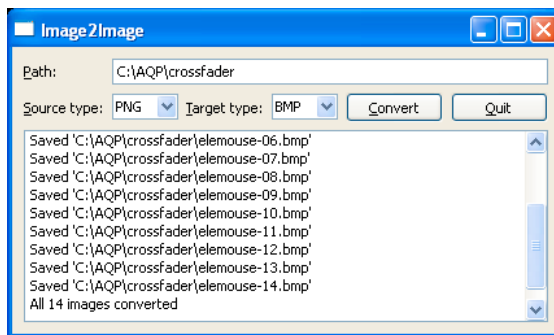 Image2Image
Path: C:\AQP\crossfader
Source type: PNG Target type: BMP Convert Quit
Saved 'C:\AQP\crossfader\elemouse-06.bmp'
Saved 'C:\AQP\crossfader\elemouse-07.bmp'
Saved 'C:\AQP\crossfader\elemouse-08.bmp'
Saved 'C:\AQP\crossfader\elemouse-09.bmp'
Saved 'C:\AQP\crossfader\elemouse-10.bmp'
Saved 'C:\AQP\crossfader\elemouse-11.bmp'
Saved 'C:\AQP\crossfader\elemouse-12.bmp'
Saved 'C:\AQP\crossfader\elemouse-13.bmp'
Saved 'C:\AQP\crossfader\elemouse-14.bmp'
All 14 images converted